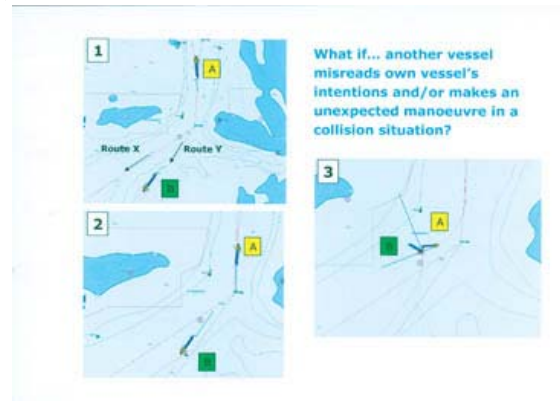 1
A
Route X
Route Y
B
What if... another vessel
misreads own vessel's
intentions and/or makes an
unexpected manoeuvre in a
collision situation?
2
A
B
3
A
B